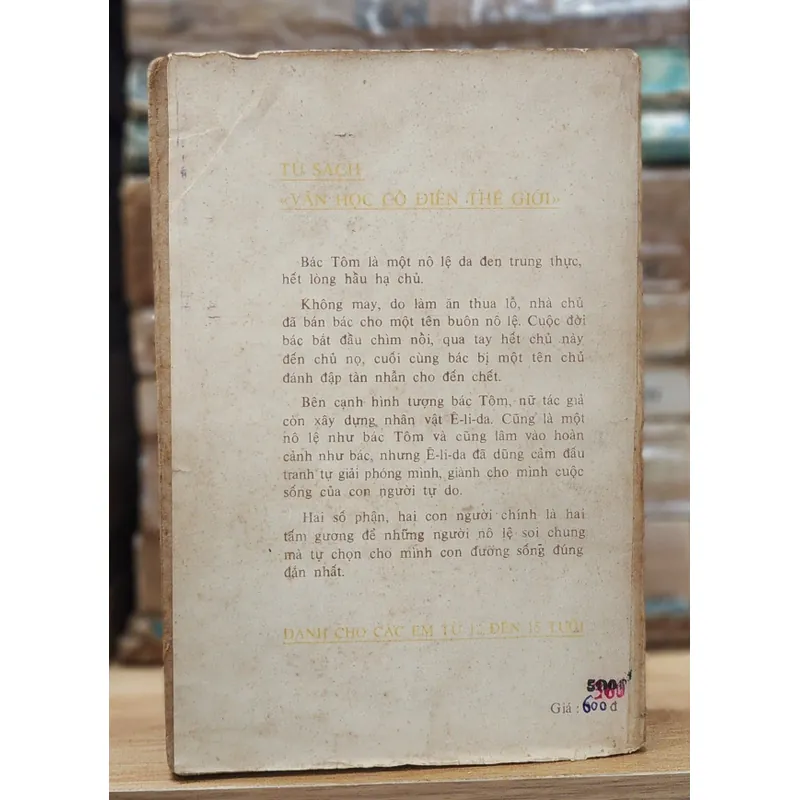 TỦ SÁCH
«VĂN HỌC CỔ ĐIỂN THẾ GIỚI»
Bác Tôm là một nô lệ da đen trung thực,
hết lòng hầu hạ chủ.
Không may, do làm ăn thua lỗ, nhà chủ
đã bán bác cho một tên buôn nô lệ. Cuộc đời
bác bắt đầu chìm nổi, qua tay hết chủ này
đến chủ nọ, cuối cùng bác bị một tên chủ
đánh đập tàn nhẫn cho đến chết.
Bên cạnh hình tượng bác Tôm, nữ tác giả
còn xây dựng nhân vật Ê-li-da. Cũng là một
nô lệ như bác Tôm và cũng lâm vào hoàn
cảnh như bác, nhưng Ê-li-da đã dũng cảm đấu
tranh tự giải phóng mình, giành cho mình cuộc
sống của con người tự do.
Hai số phận, hai con người chính là hai
tấm gương để những người nô lệ soi chung
mà tự chọn cho mình con đường sống đúng
đắn nhất.
DÀNH CHO CÁC EM TỪ 12 ĐẾN 15 TUỔI
Giá : 600đ